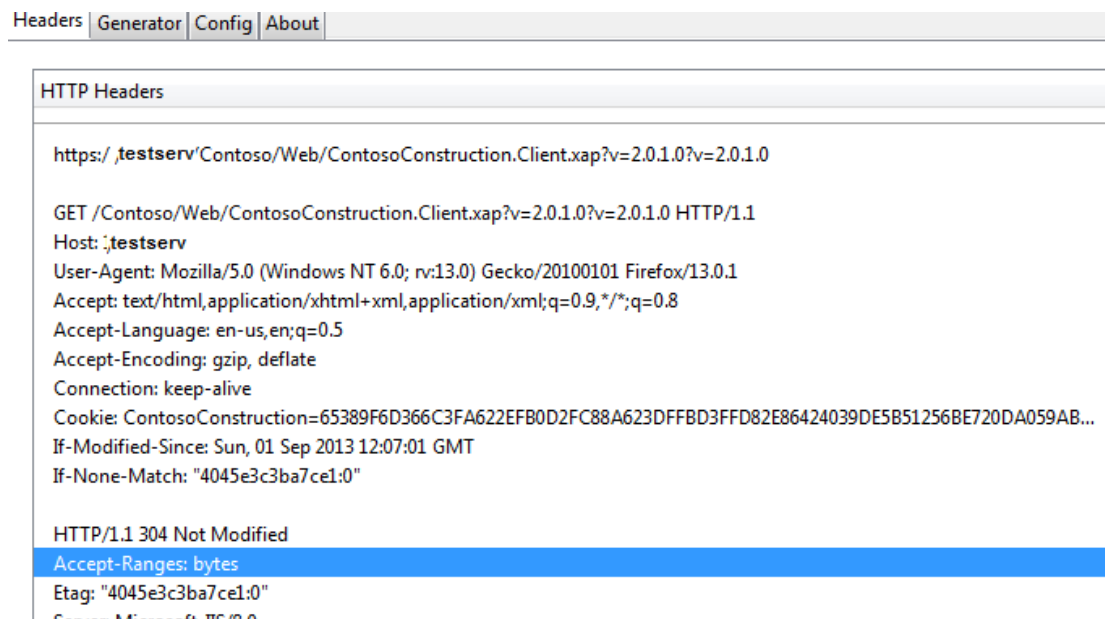 Headers Generator Config About
HTTP Headers
https:/ ,testserv'Contoso/Web/ContosoConstruction.Client.xap?v=2.0.1.0?v=2.0.1.0
GET /Contoso/Web/ContosoConstruction.Client.xap?v=2.0.1.0?v=2.0.1.0 HTTP/1.1
Host: testserv
User-Agent: Mozilla/5.0 (Windows NT 6.0; rv:13.0) Gecko/20100101 Firefox/13.0.1
Accept: text/html,application/xhtml+xml,application/xml;q=0.9,*/*;q=0.8
Accept-Language: en-us,en;q=0.5
Accept-Encoding: gzip, deflate
Connection: keep-alive
Cookie: ContosoConstruction=65389F6D366C3FA622EFB0D2FC88A623DFFBD3FFD82E86424039DE5B51256BE720DA059AB...
If-Modified-Since: Sun, 01 Sep 2013 12:07:01 GMT
If-None-Match: "4045e3c3ba7ce1:0"
HTTP/1.1 304 Not Modified
Accept-Ranges: bytes
Etag: "4045e3c3ba7ce1:0"